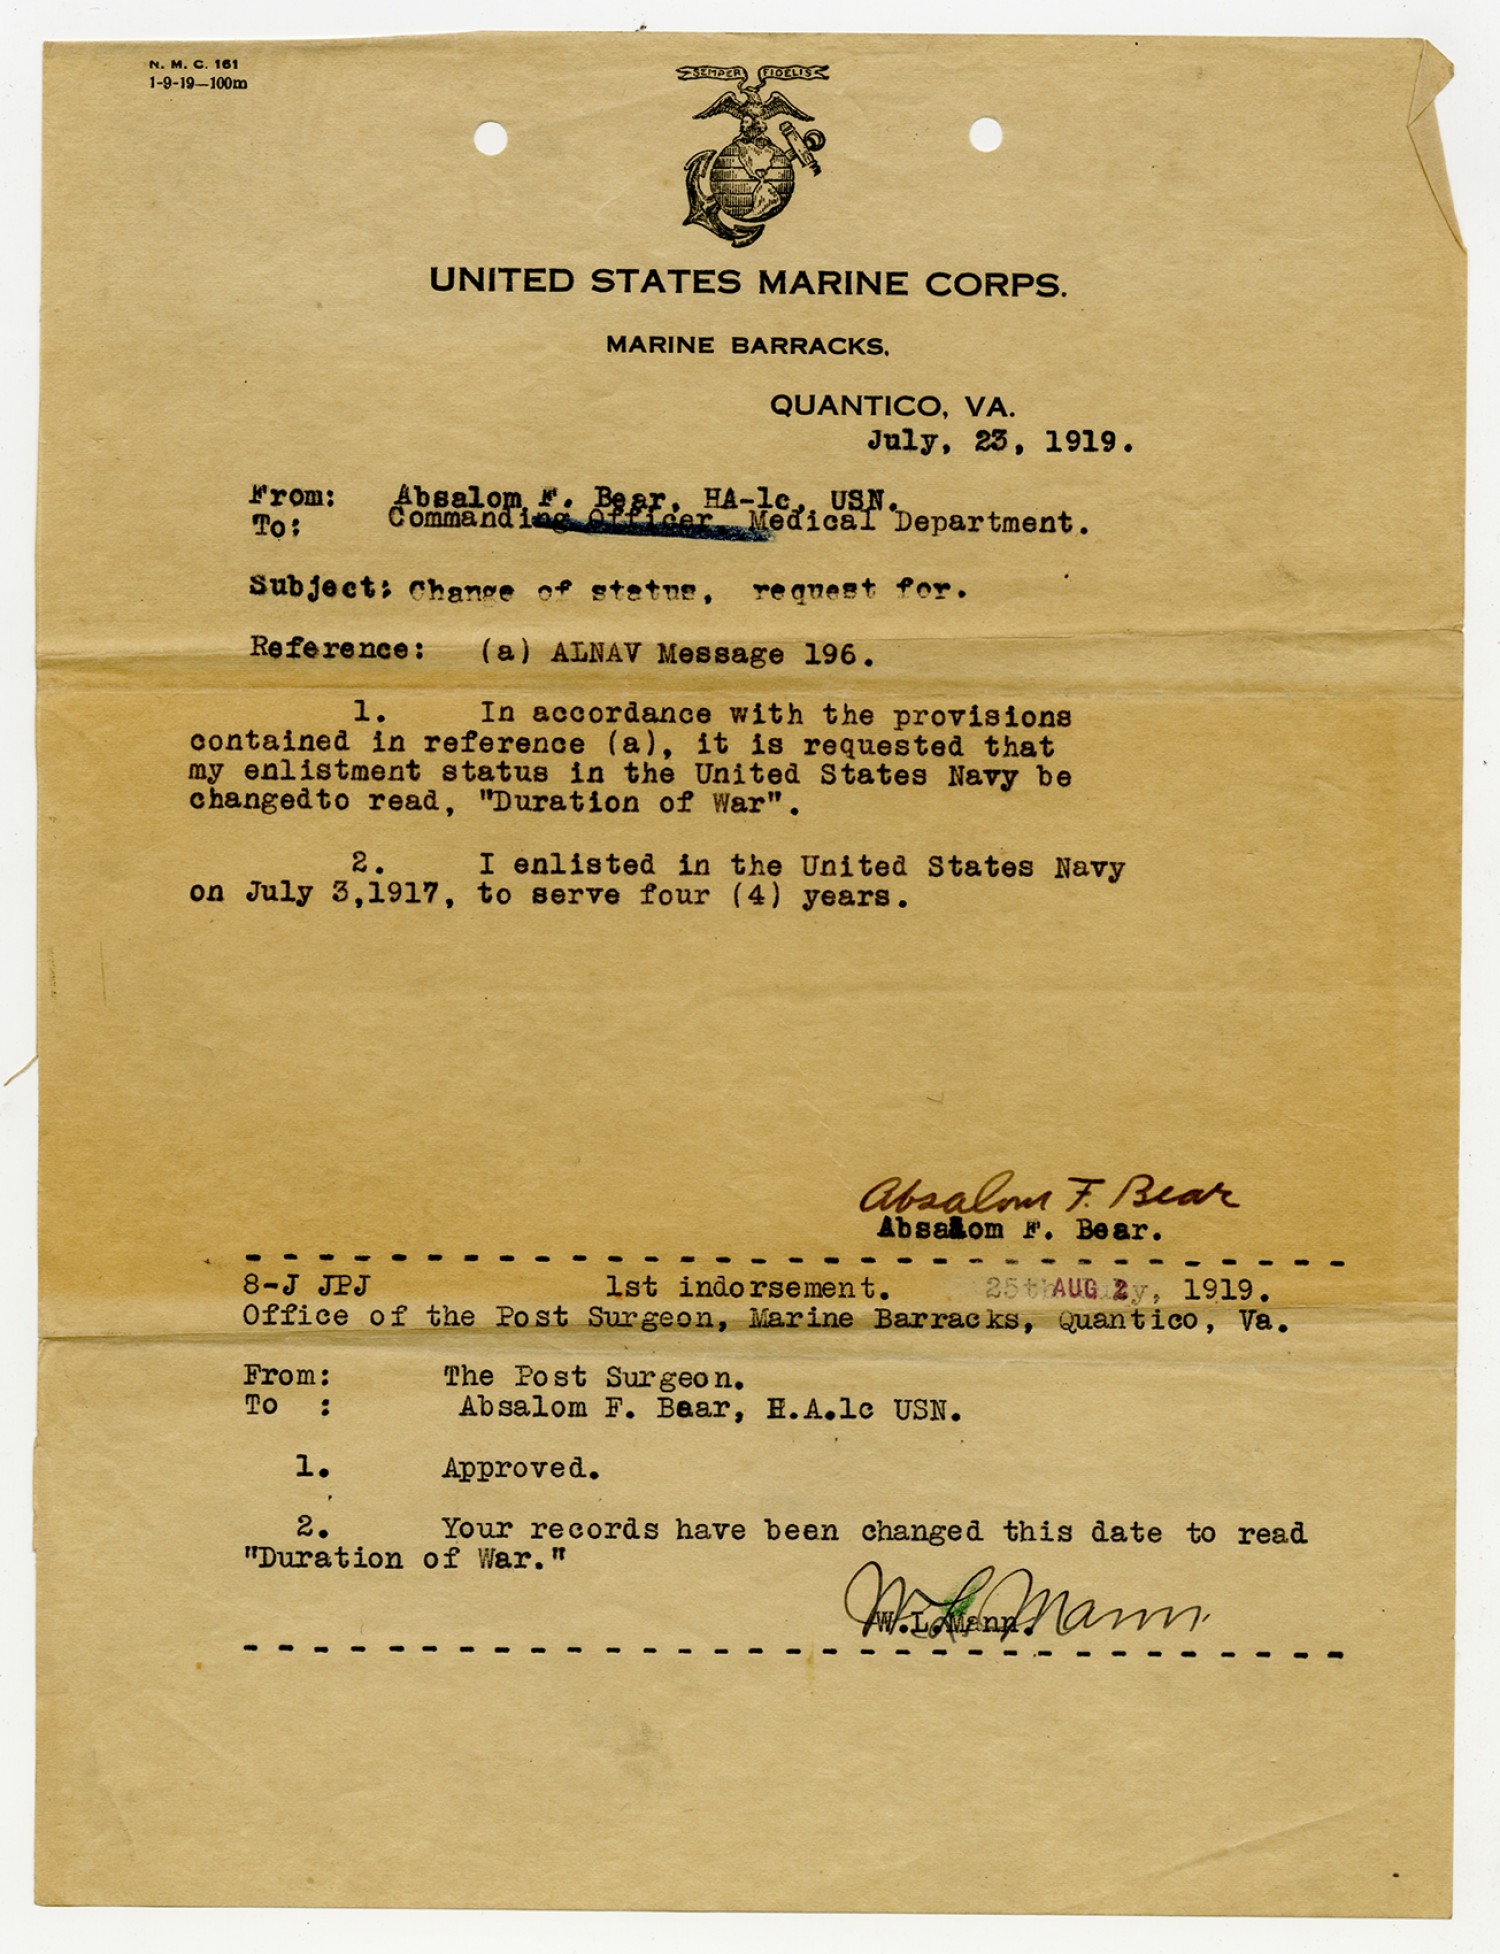 N. M. C. 161
1-9-19—100m
SEMPER FIDELIS
UNITED STATES MARINE CORPS.
MARINE BARRACKS,
QUANTICO, VA.
July, 23, 1919.
From: Absalom F. Bear, HA-1c, USN.
To: Commanding Officer Medical Department.
Subject: Change of status, request for.
Reference: (a) ALNAV Message 196.
1. In accordance with the provisions
contained in reference (a), it is requested that
my enlistment status in the United States Navy be
changedto read, "Duration of War".
2. I enlisted in the United States Navy
on July 3,1917, to serve four (4) years.
Absalom F. Bear
Absalom F. Bear.
8-J JPJ 1st indorsement. 25th AUG 2 y, 1919.
Office of the Post Surgeon, Marine Barracks, Quantico, Va.
From: The Post Surgeon.
To : Absalom F. Bear, H.A.1c USN.
1. Approved.
2. Your records have been changed this date to read
"Duration of War."
W. L. Mann
W.L.Mann.